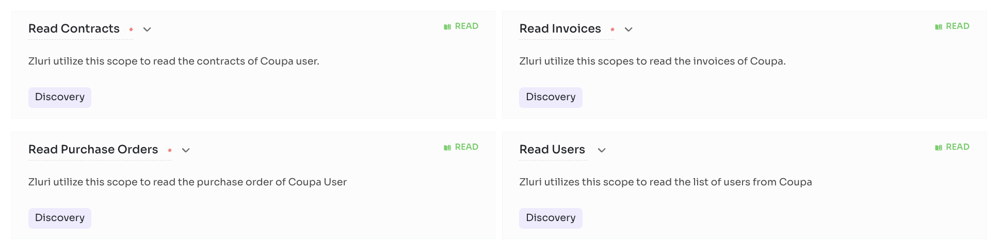 Read Contracts *
READ
Zluri utilize this scope to read the contracts of Coupa user.
Discovery
Read Invoices *
READ
Zluri utilize this scopes to read the invoices of Coupa.
Discovery
Read Purchase Orders *
READ
Zluri utilize this scope to read the purchase order of Coupa User
Discovery
Read Users
READ
Zluri utilizes this scope to read the list of users from Coupa
Discovery